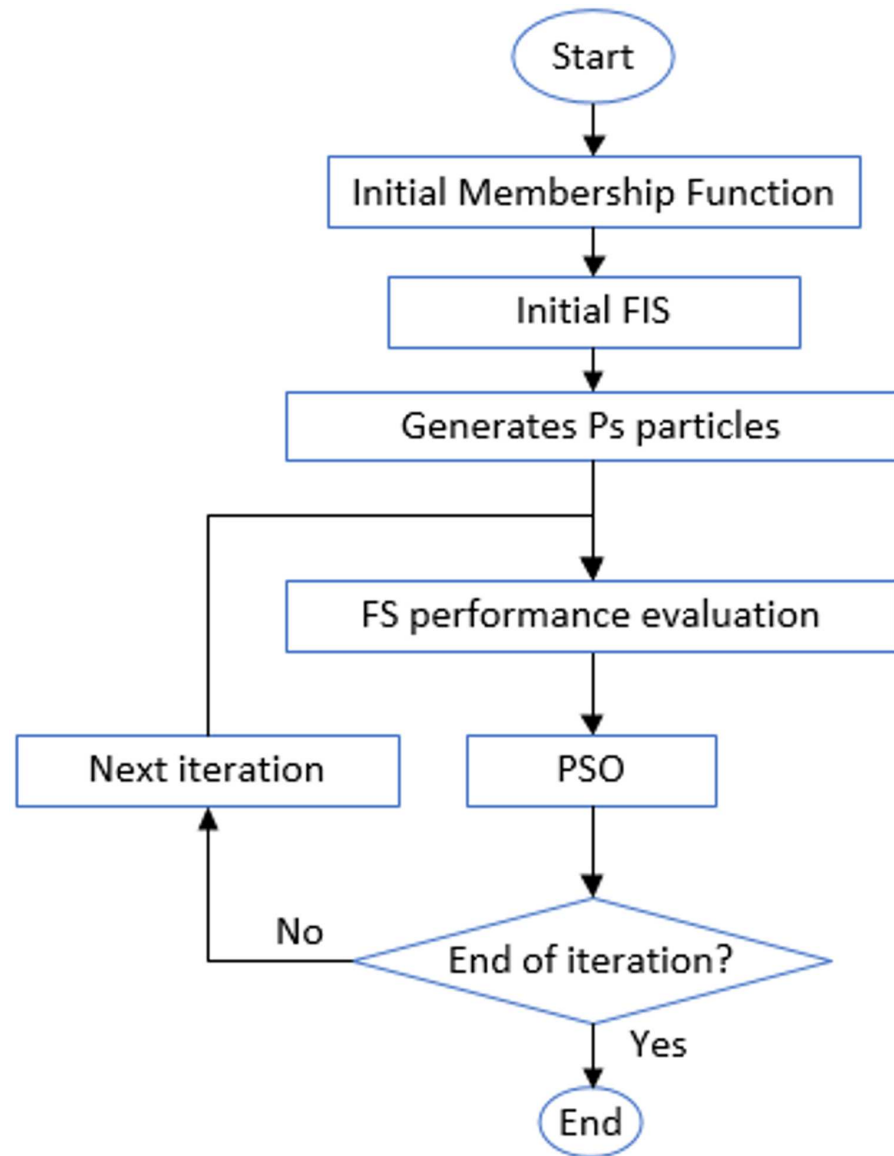 Start
Initial Membership Function
Initial FIS
Generates Ps particles
FS performance evaluation
Next iteration
PSO
No
End of iteration?
Yes
End